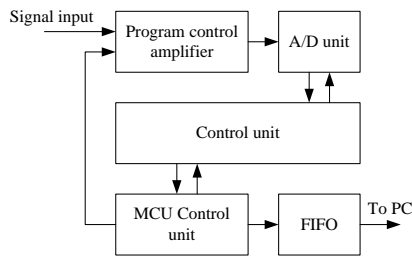 Signal input
Program control
amplifier
A/D unit
Control unit
MCU Control
unit
FIFO
To PC